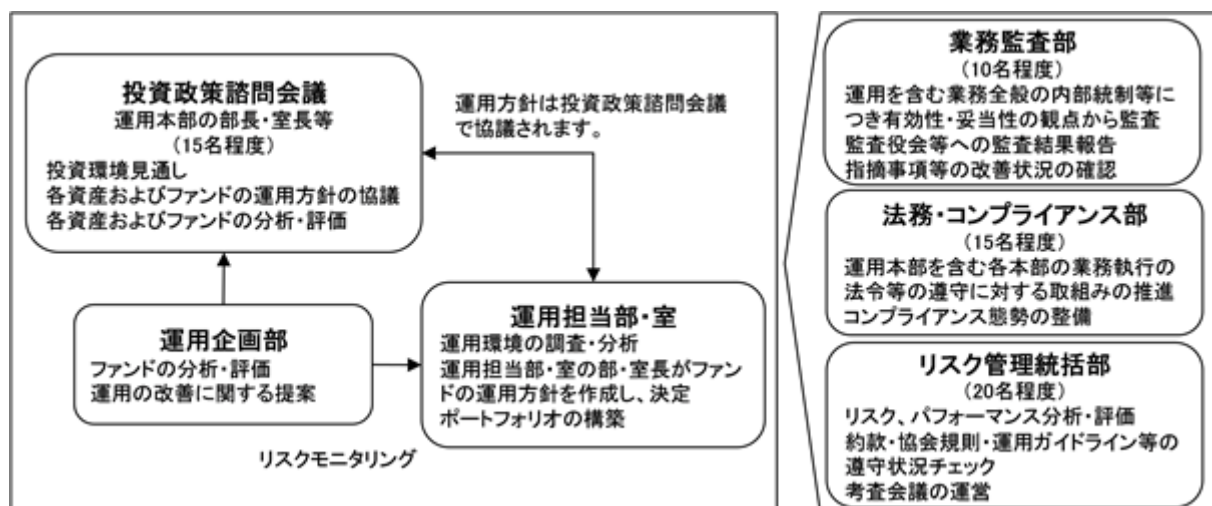 投資政策諮問会議
運用本部の部長・室長等
(15名程度)
投資環境見通し
各資産およびファンドの運用方針の協議
各資産およびファンドの分析・評価
運用方針は投資政策諮問会議
で協議されます。
運用企画部
ファンドの分析・評価
運用の改善に関する提案
運用担当部・室
運用環境の調査・分析
運用担当部・室の部・室長がファン
ドの運用方針を作成し、決定
ポートフォリオの構築
リスクモニタリング
業務監査部
(10名程度)
運用を含む業務全般の内部統制等に
つき有効性・妥当性の観点から監査
監査役会等への監査結果報告
指摘事項等の改善状況の確認
法務・コンプライアンス部
(15名程度)
運用本部を含む各本部の業務執行の
法令等の遵守に対する取組みの推進
コンプライアンス態勢の整備
リスク管理統括部
(20名程度)
リスク、パフォーマンス分析・評価
約款・協会規則・運用ガイドライン等の
遵守状況チェック
考査会議の運営